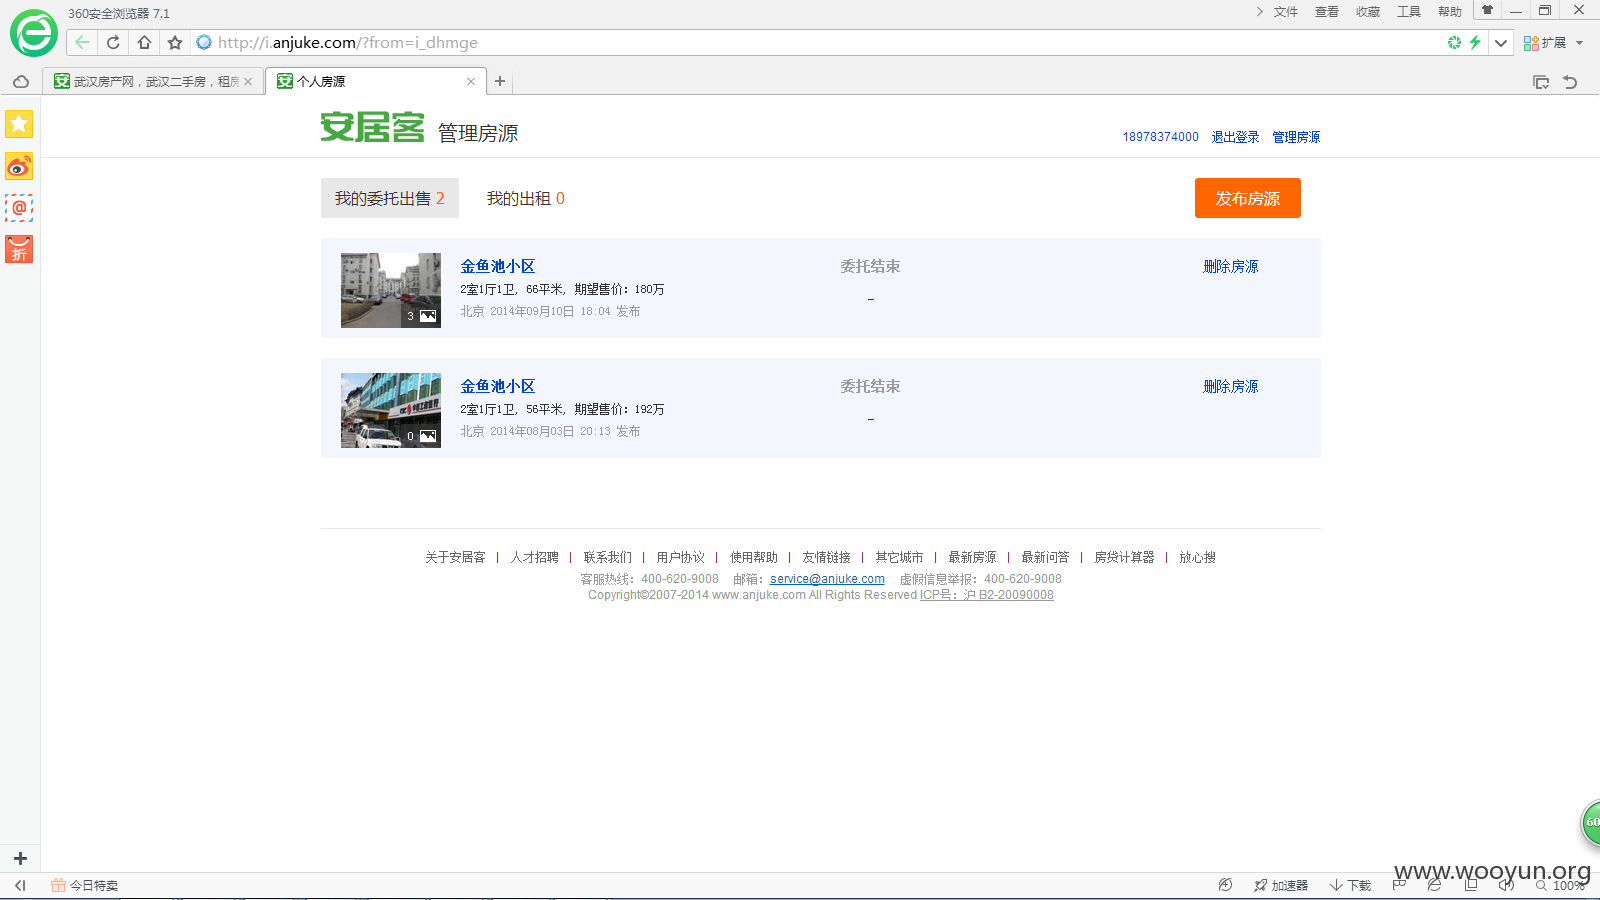 360安全浏览器 7.1
文件 查看 收藏 工具 帮助
http://i.anjuke.com/?from=i_dhmge
扩展
武汉房产网，武汉二手房，租房
个人房源
安居客 管理房源
18978374000 退出登录 管理房源
我的委托出售 2 我的出租 0 发布房源
金鱼池小区 委托结束 删除房源
2室1厅1卫, 66平米, 期望售价: 180万 –
3 北京 2014年09月10日 18:04 发布
金鱼池小区 委托结束 删除房源
2室1厅1卫, 56平米, 期望售价: 192万 –
0 北京 2014年08月03日 20:13 发布
关于安居客 | 人才招聘 | 联系我们 | 用户协议 | 使用帮助 | 友情链接 | 其它城市 | 最新房源 | 最新问答 | 房贷计算器 | 放心搜
客服热线: 400-620-9008 邮箱: service@anjuke.com 虚假信息举报: 400-620-9008
Copyright©2007-2014 www.anjuke.com All Rights Reserved ICP号: 沪 B2-20090008
折
60
www.wooyun.org
今日特卖 加速器 下载 100%